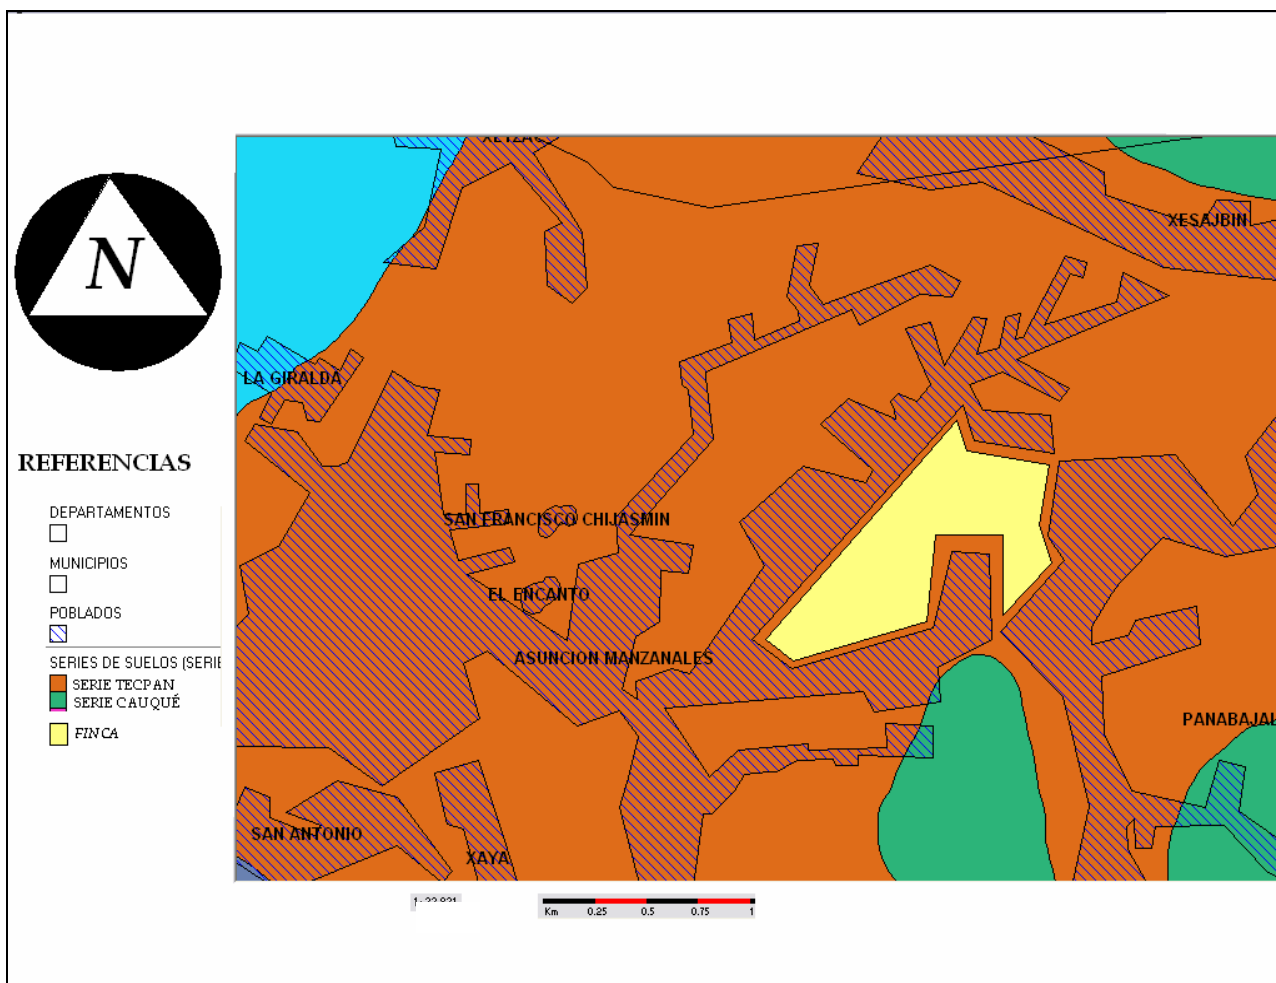 XETZAC
XESAJBIN
N
LA GIRALDA
REFERENCIAS
DEPARTAMENTOS
SAN FRANCISCO CHIJASMIN
MUNICIPIOS
EL ENCANTO
POBLADOS
ASUNCION MANZANALES
SERIES DE SUELOS (SERIE
SERIE TECPAN
SERIE CAUQUÉ
PANABAJAL
FINCA
SAN ANTONIO
XAYA
Km 0.25 0.5 0.75 1